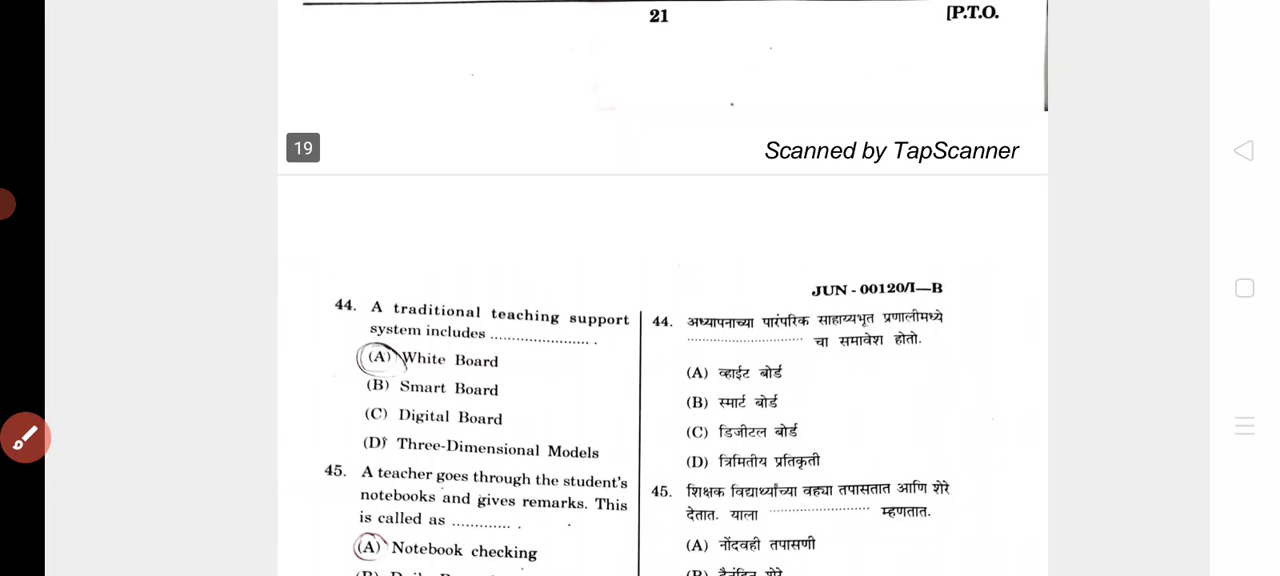 21
[P.T.O.
19
Scanned by TapScanner
JUN - 00120/I—B
44. A traditional teaching support
system includes ........................ .
(A) White Board
(B) Smart Board
(C) Digital Board
(D) Three-Dimensional Models
45. A teacher goes through the student's
notebooks and gives remarks. This
is called as ............. .
(A) Notebook checking
44. अध्यापनाच्या पारंपरिक साहाय्यभूत प्रणालीमध्ये
............................ चा समावेश होतो.
(A) व्हाईट बोर्ड
(B) स्मार्ट बोर्ड
(C) डिजीटल बोर्ड
(D) त्रिमितीय प्रतिकृती
45. शिक्षक विद्यार्थ्यांच्या वह्या तपासतात आणि शेरे
देतात. याला ........................ म्हणतात.
(A) नोंदवही तपासणी